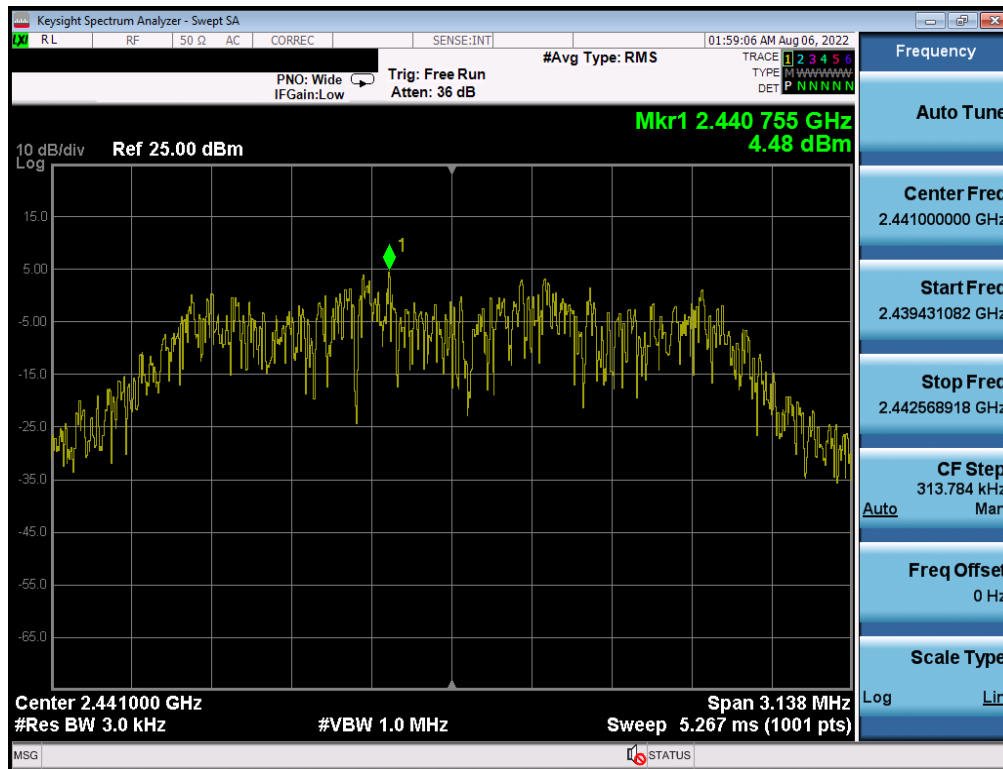 Keysight Spectrum Analyzer - Swept SA
LXI RL RF 50 Ω AC CORREC SENSE:INT 01:59:06 AM Aug 06, 2022
#Avg Type: RMS
TRACE 1 2 3 4 5 6
TYPE M W W W W W
DET P N N N N N
PNO: Wide
IFGain:Low
Trig: Free Run
Atten: 36 dB
Mkr1 2.440 755 GHz
4.48 dBm
10 dB/div
Log
Ref 25.00 dBm
1
15.0
5.00
-5.00
-15.0
-25.0
-35.0
-45.0
-55.0
-65.0
Center 2.441000 GHz
Span 3.138 MHz
#Res BW 3.0 kHz
#VBW 1.0 MHz
Sweep 5.267 ms (1001 pts)
MSG
STATUS
Frequency
Auto Tune
Center Freq
2.441000000 GHz
Start Freq
2.439431082 GHz
Stop Freq
2.442568918 GHz
CF Step
313.784 kHz
Auto Man
Freq Offset
0 Hz
Scale Type
Log Lin